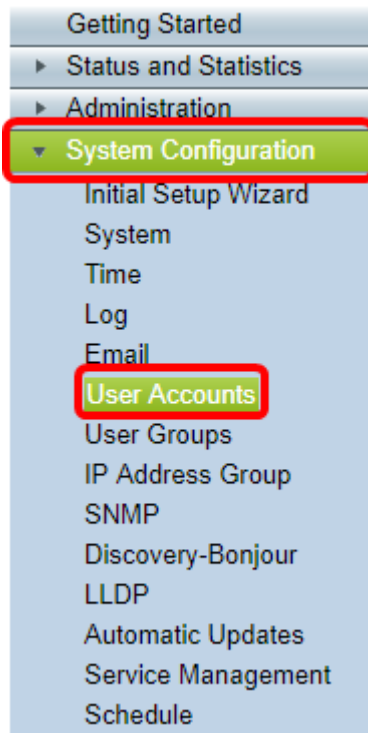 Getting Started
Status and Statistics
Administration
System Configuration
Initial Setup Wizard
System
Time
Log
Email
User Accounts
User Groups
IP Address Group
SNMP
Discovery-Bonjour
LLDP
Automatic Updates
Service Management
Schedule